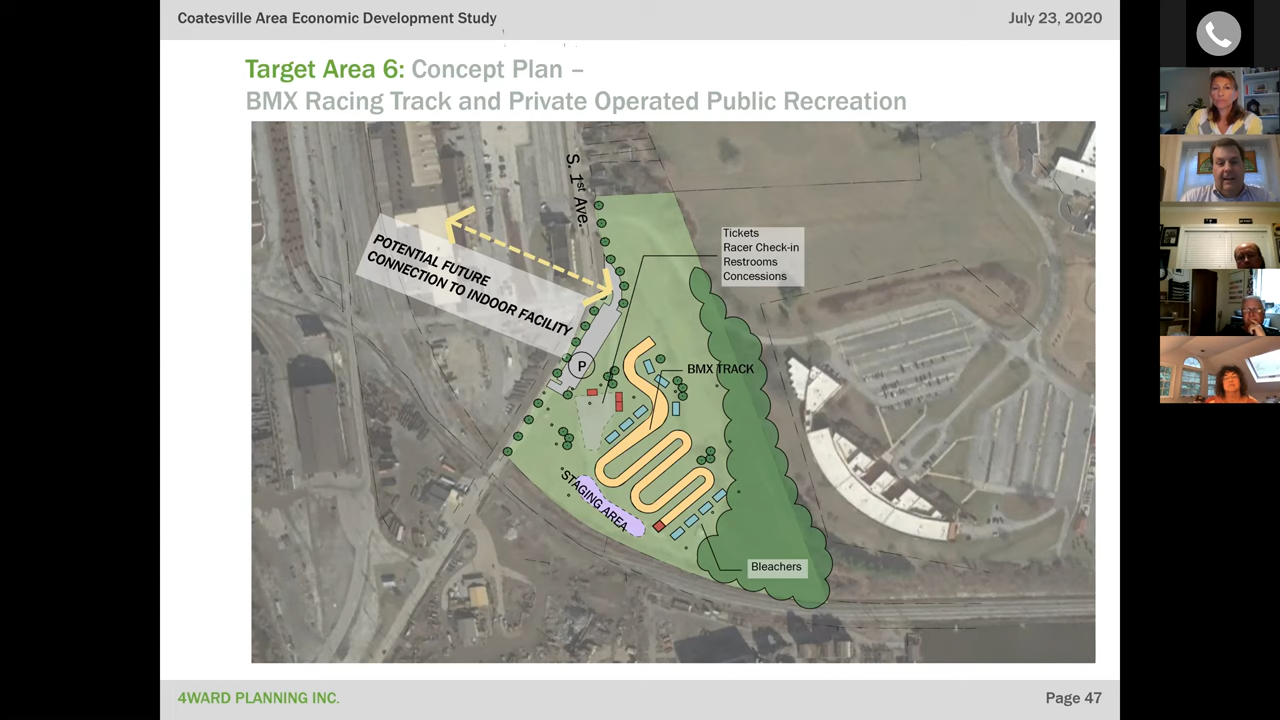 Coatesville Area Economic Development Study
July 23, 2020
Target Area 6: Concept Plan –
BMX Racing Track and Private Operated Public Recreation
S. 1st Ave.
POTENTIAL FUTURE
CONNECTION TO INDOOR FACILITY
Tickets
Racer Check-in
Restrooms
Concessions
P
BMX TRACK
STAGING AREA
Bleachers
4WARD PLANNING INC.
Page 47